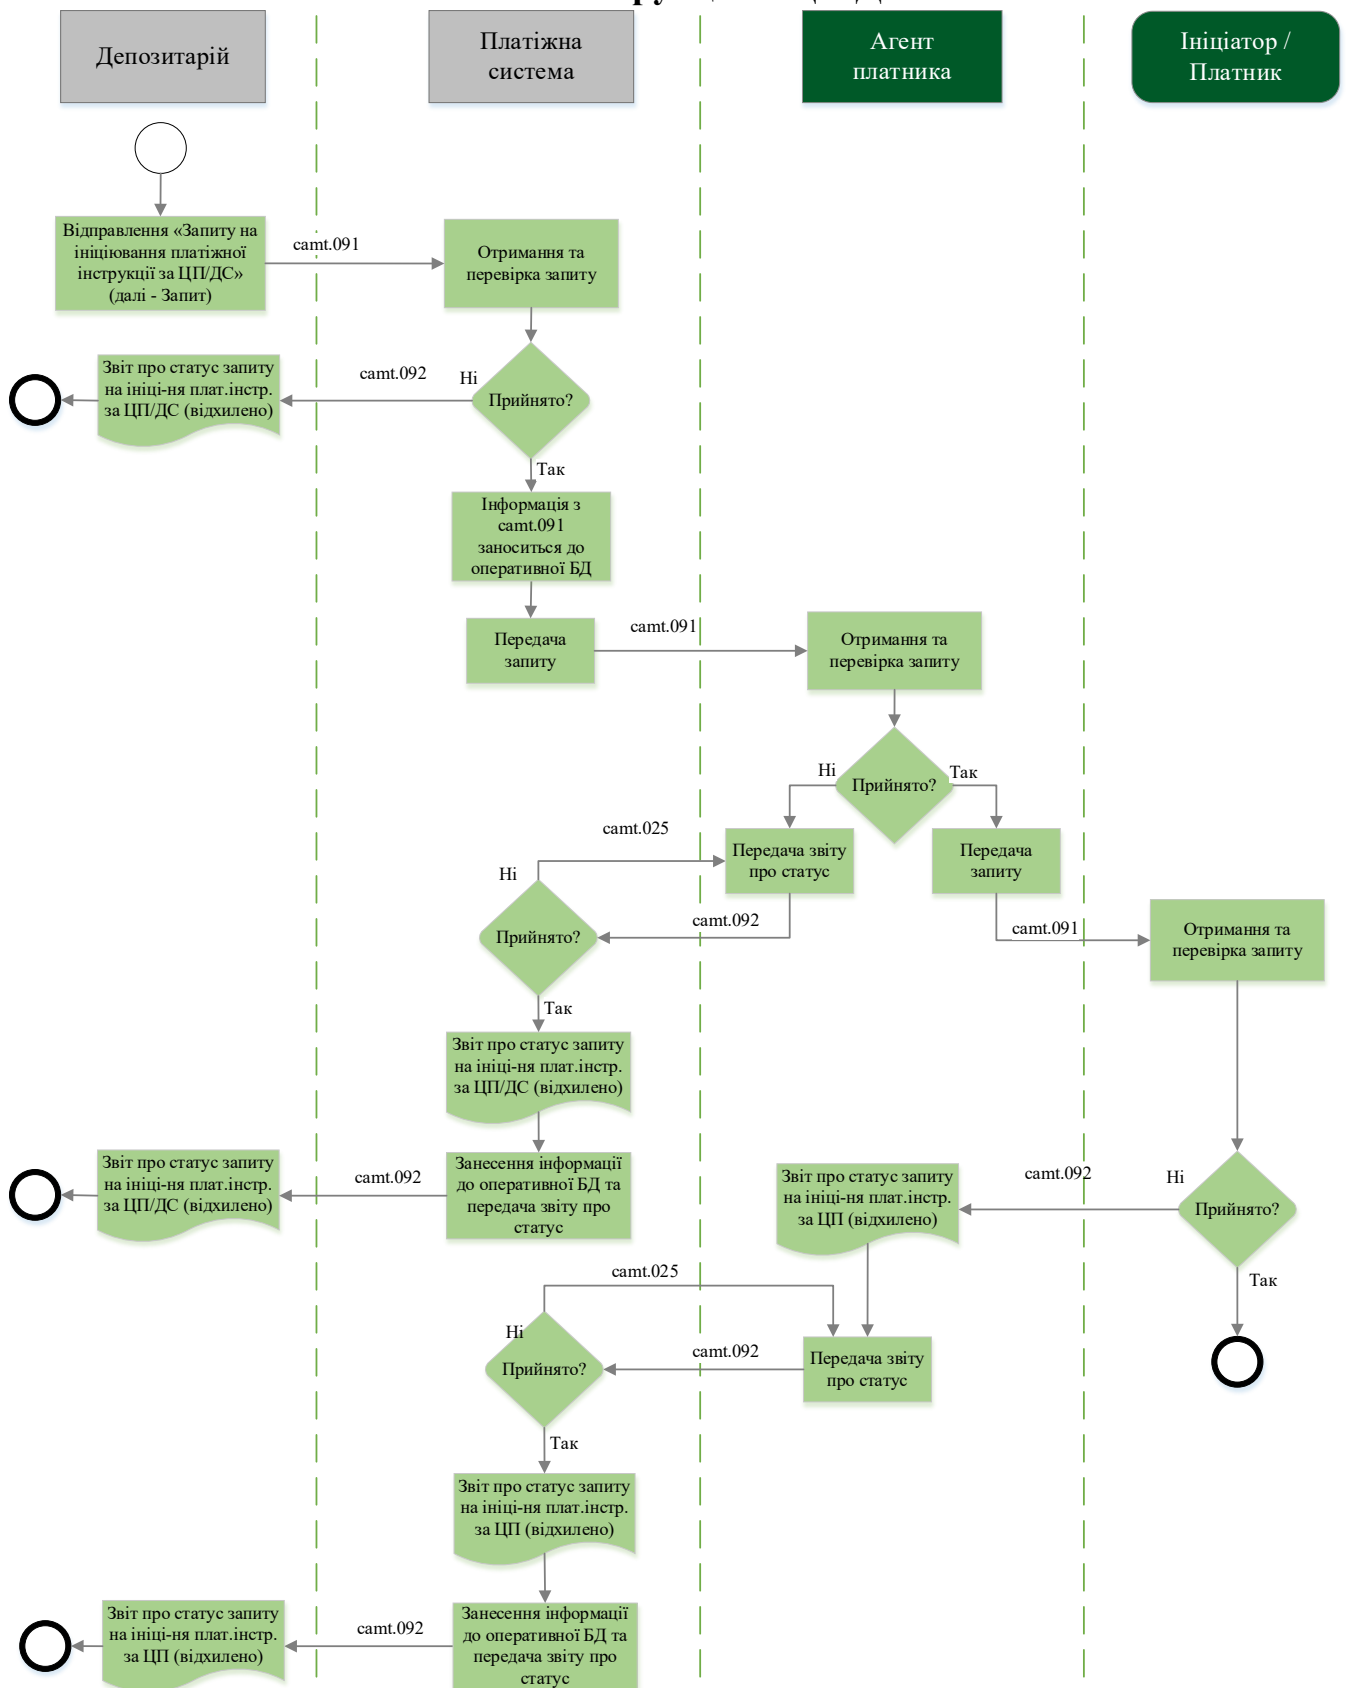 Депозитарій
Платіжна
система
Агент
платника
Ініціатор /
Платник
Відправлення «Запиту на
ініціювання платіжної
інструкції за ЦП/ДС»
(далі - Запит)
camt.091
Отримання та
перевірка запиту
Звіт про статус запиту
на ініці-ня плат.інстр.
за ЦП/ДС (відхилено)
camt.092
Ні
Прийнято?
Так
Інформація з
camt.091
заноситься до
оперативної БД
Передача
запиту
camt.091
Отримання та
перевірка запиту
Ні
Прийнято?
Так
camt.025
Передача звіту
про статус
Передача
запиту
Ні
Прийнято?
camt.092
camt.091
Отримання та
перевірка запиту
Так
Звіт про статус запиту
на ініці-ня плат.інстр.
за ЦП/ДС (відхилено)
Звіт про статус запиту
на ініці-ня плат.інстр.
за ЦП/ДС (відхилено)
camt.092
Занесення інформації
до оперативної БД та
передача звіту про
статус
Звіт про статус запиту
на ініці-ня плат.інстр.
за ЦП (відхилено)
camt.092
Ні
Прийнято?
Так
camt.025
Ні
Прийнято?
camt.092
Передача звіту
про статус
Так
Звіт про статус запиту
на ініці-ня плат.інстр.
за ЦП (відхилено)
Звіт про статус запиту
на ініці-ня плат.інстр.
за ЦП (відхилено)
camt.092
Занесення інформації
до оперативної БД та
передача звіту про
статус